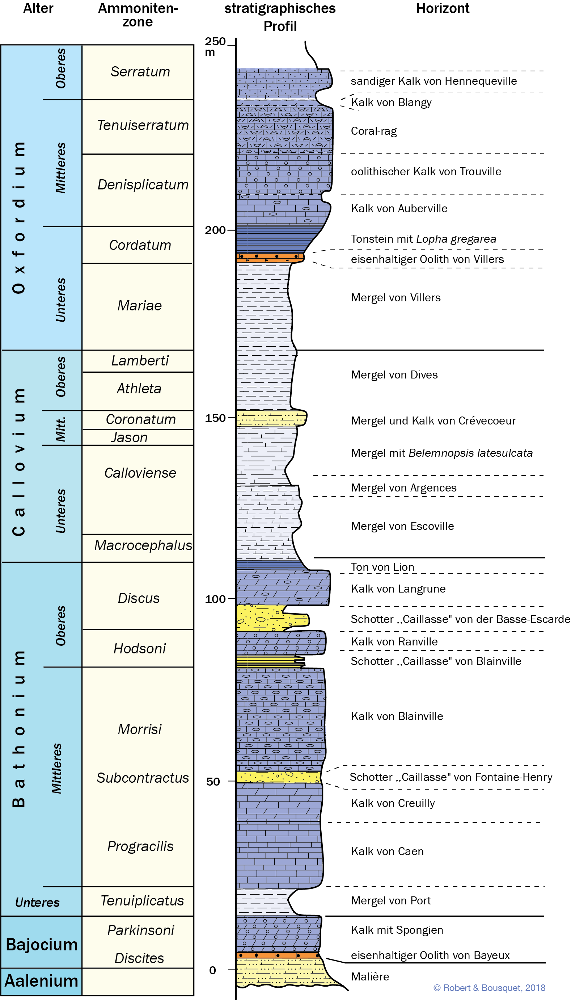 Alter
Ammoniten-
zone
stratigraphisches
Profil
Horizont
Oxfordium
Oberes
Mittleres
Unteres
Callovium
Oberes
Mitt.
Unteres
Bathonium
Oberes
Mittleres
Unteres
Bajocium
Aalenium
Serratum
Tenuiserratum
Denisplicatum
Cordatum
Mariae
Lamberti
Athleta
Coronatum
Jason
Calloviense
Macrocephalus
Discus
Hodsoni
Morrisi
Subcontractus
Progracilis
Tenuiplicatus
Parkinsoni
Discites
250
m
200
150
100
50
0
sandiger Kalk von Hennequeville
Kalk von Blangy
Coral-rag
oolithischer Kalk von Trouville
Kalk von Auberville
Tonstein mit Lopha gregarea
eisenhaltiger Oolith von Villers
Mergel von Villers
Mergel von Dives
Mergel und Kalk von Crévecoeur
Mergel mit Belemnopsis latesulcata
Mergel von Argences
Mergel von Escoville
Ton von Lion
Kalk von Langrune
Schotter ,,Caillasse" von der Basse-Escarde
Kalk von Ranville
Schotter ,,Caillasse" von Blainville
Kalk von Blainville
Schotter ,,Caillasse" von Fontaine-Henry
Kalk von Creuilly
Kalk von Caen
Mergel von Port
Kalk mit Spongien
eisenhaltiger Oolith von Bayeux
Malière
© Robert & Bousquet, 2018